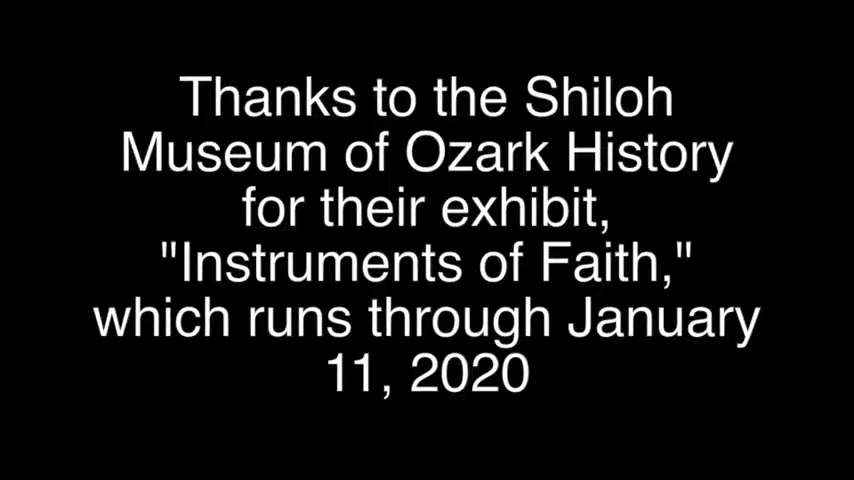 Thanks to the Shiloh
Museum of Ozark History
for their exhibit,
"Instruments of Faith,"
which runs through January
11, 2020